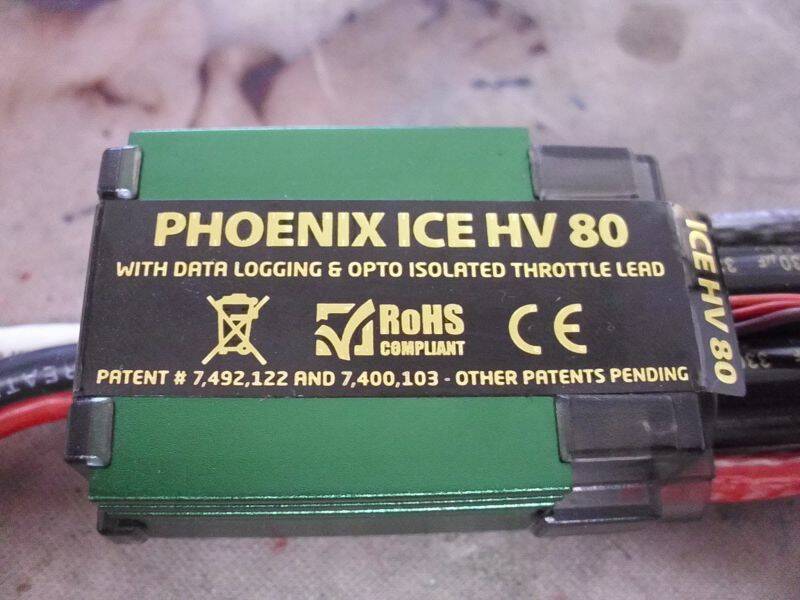 PHOENIX ICE HV 80
WITH DATA LOGGING & OPTO ISOLATED THROTTLE LEAD
RoHS
COMPLIANT
CE
PATENT # 7,492,122 AND 7,400,103 - OTHER PATENTS PENDING
ICE HV 80